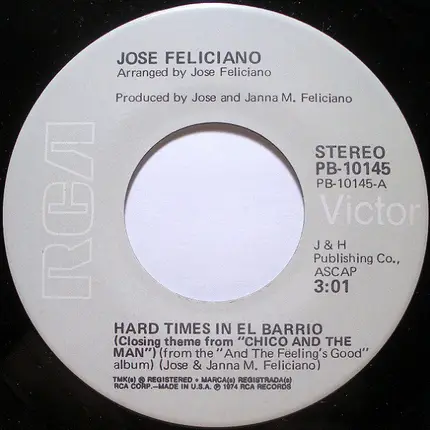 JOSE FELICIANO
Arranged by Jose Feliciano
Produced by Jose and Janna M. Feliciano
RCA
STEREO
PB-10145
PB-10145-A
Victor
J & H
Publishing Co.,
ASCAP
3:01
HARD TIMES IN EL BARRIO
(Closing theme from "CHICO AND THE
MAN") (from the "And The Feeling's Good"
album) (Jose & Janna M. Feliciano)
TMK(s) ® REGISTERED • MARCA(s) REGISTRADA(s)
RCA CORP.—MADE IN U.S.A. ℗ 1974 RCA RECORDS